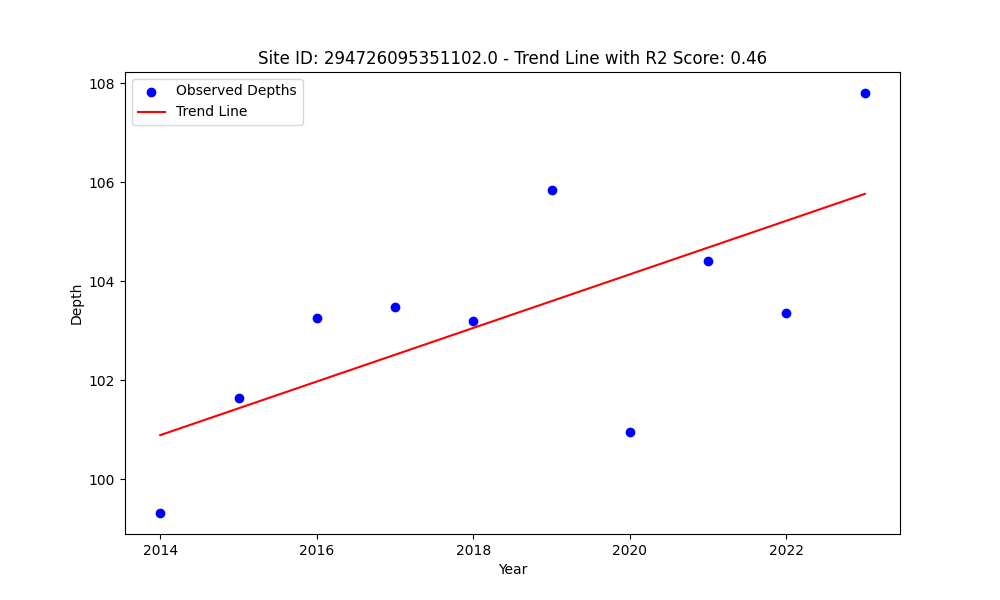 Site ID: 294726095351102.0 - Trend Line with R2 Score: 0.46
Observed Depths
Trend Line
108
106
104
102
100
Depth
2014
2016
2018
2020
2022
Year